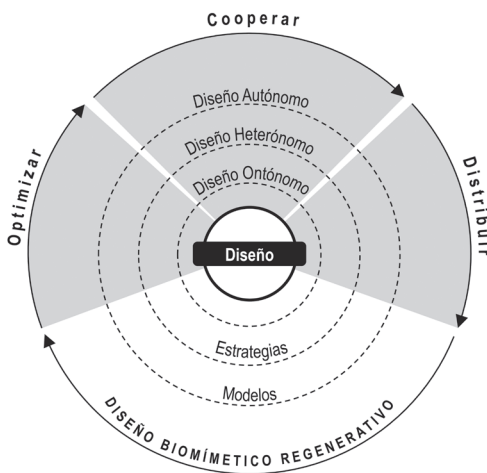 Cooperar
Optimizar
Distribuir
Diseño Autónomo
Diseño Heterónomo
Diseño Ontónomo
Diseño
Estrategias
Modelos
DISEÑO BIOMÍMETICO REGENERATIVO